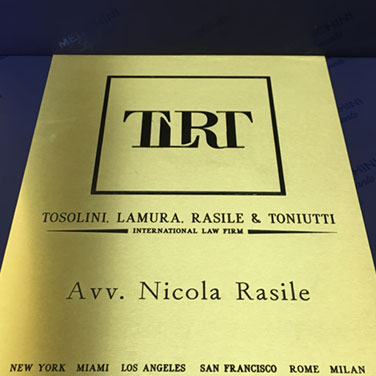 TLRT
TOSOLINI, LAMURA, RASILE & TONIUTTI
INTERNATIONAL LAW FIRM
Avv. Nicola Rasile
NEW YORK MIAMI LOS ANGELES SAN FRANCISCO ROME MILAN